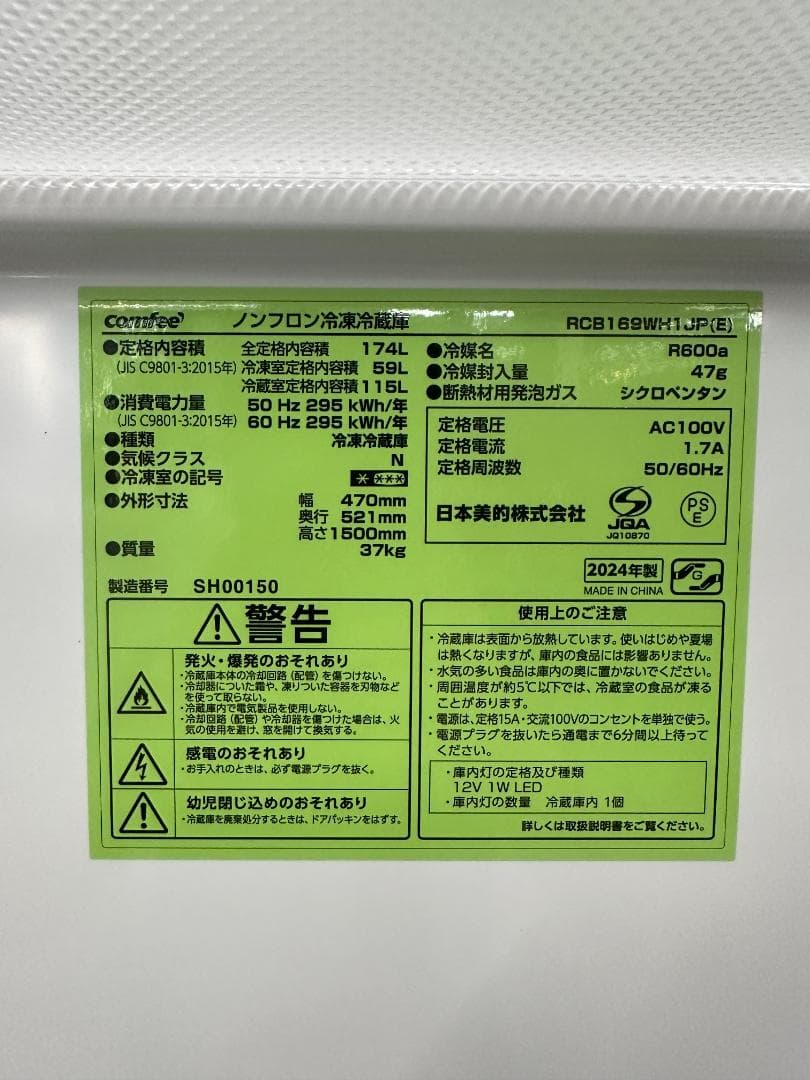 comfee' ノンフロン冷凍冷蔵庫 RCB169WH1JP(E)
●定格内容積 全定格内容積 174L
(JIS C9801-3:2015年) 冷凍室定格内容積 59L
冷蔵室定格内容積 115L
●消費電力量 50 Hz 295 kWh/年
(JIS C9801-3:2015年) 60 Hz 295 kWh/年
●種類 冷凍冷蔵庫
●気候クラス N
●冷凍室の記号
●外形寸法 幅 470mm
奥行 521mm
高さ1500mm
●質量 37kg
製造番号 SH00150
●冷媒名 R600a
●冷媒封入量 47g
●断熱材用発泡ガス シクロペンタン
定格電圧 AC100V
定格電流 1.7A
定格周波数 50/60Hz
日本美的株式会社 JQA PSE
JQ10870
2024年製
MADE IN CHINA
G
警告
発火・爆発のおそれあり
・冷蔵庫本体の冷却回路(配管)を傷つけない。
・冷却器についた霜や、凍りついた容器を刃物など
を使って取らない。
・冷蔵庫内で電気製品を使用しない。
・冷却回路(配管)や冷却器を傷つけた場合は、火
気の使用を避け、窓を開けて換気する。
感電のおそれあり
・お手入れのときは、必ず電源プラグを抜く。
幼児閉じ込めのおそれあり
・冷蔵庫を廃棄処分するときは、ドアパッキンをはずす。
使用上のご注意
・冷蔵庫は表面から放熱しています。使いはじめや夏場
は熱くなりますが、庫内の食品には影響ありません。
・水気の多い食品は庫内の奥に置かないでください。
・周囲温度が約5℃以下では、冷蔵室の食品が凍る
ことがあります。
・電源は、定格15A・交流100Vのコンセントを単独で使う。
・電源プラグを抜いたら通電まで6分間以上待って
ください。
・庫内灯の定格及び種類
12V 1W LED
・庫内灯の数量 冷蔵庫内 1個
詳しくは取扱説明書をご覧ください。